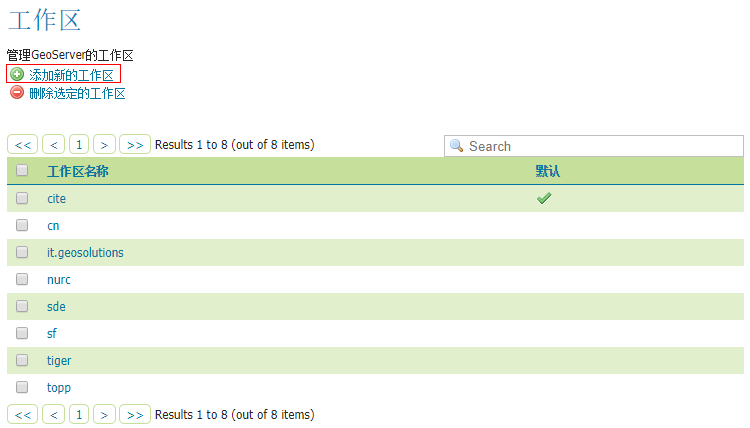 工作区
管理GeoServer的工作区
添加新的工作区
删除选定的工作区
<< < 1 > >> Results 1 to 8 (out of 8 items) Search
工作区名称 默认
cite
cn
it.geosolutions
nurc
sde
sf
tiger
topp
<< < 1 > >> Results 1 to 8 (out of 8 items)